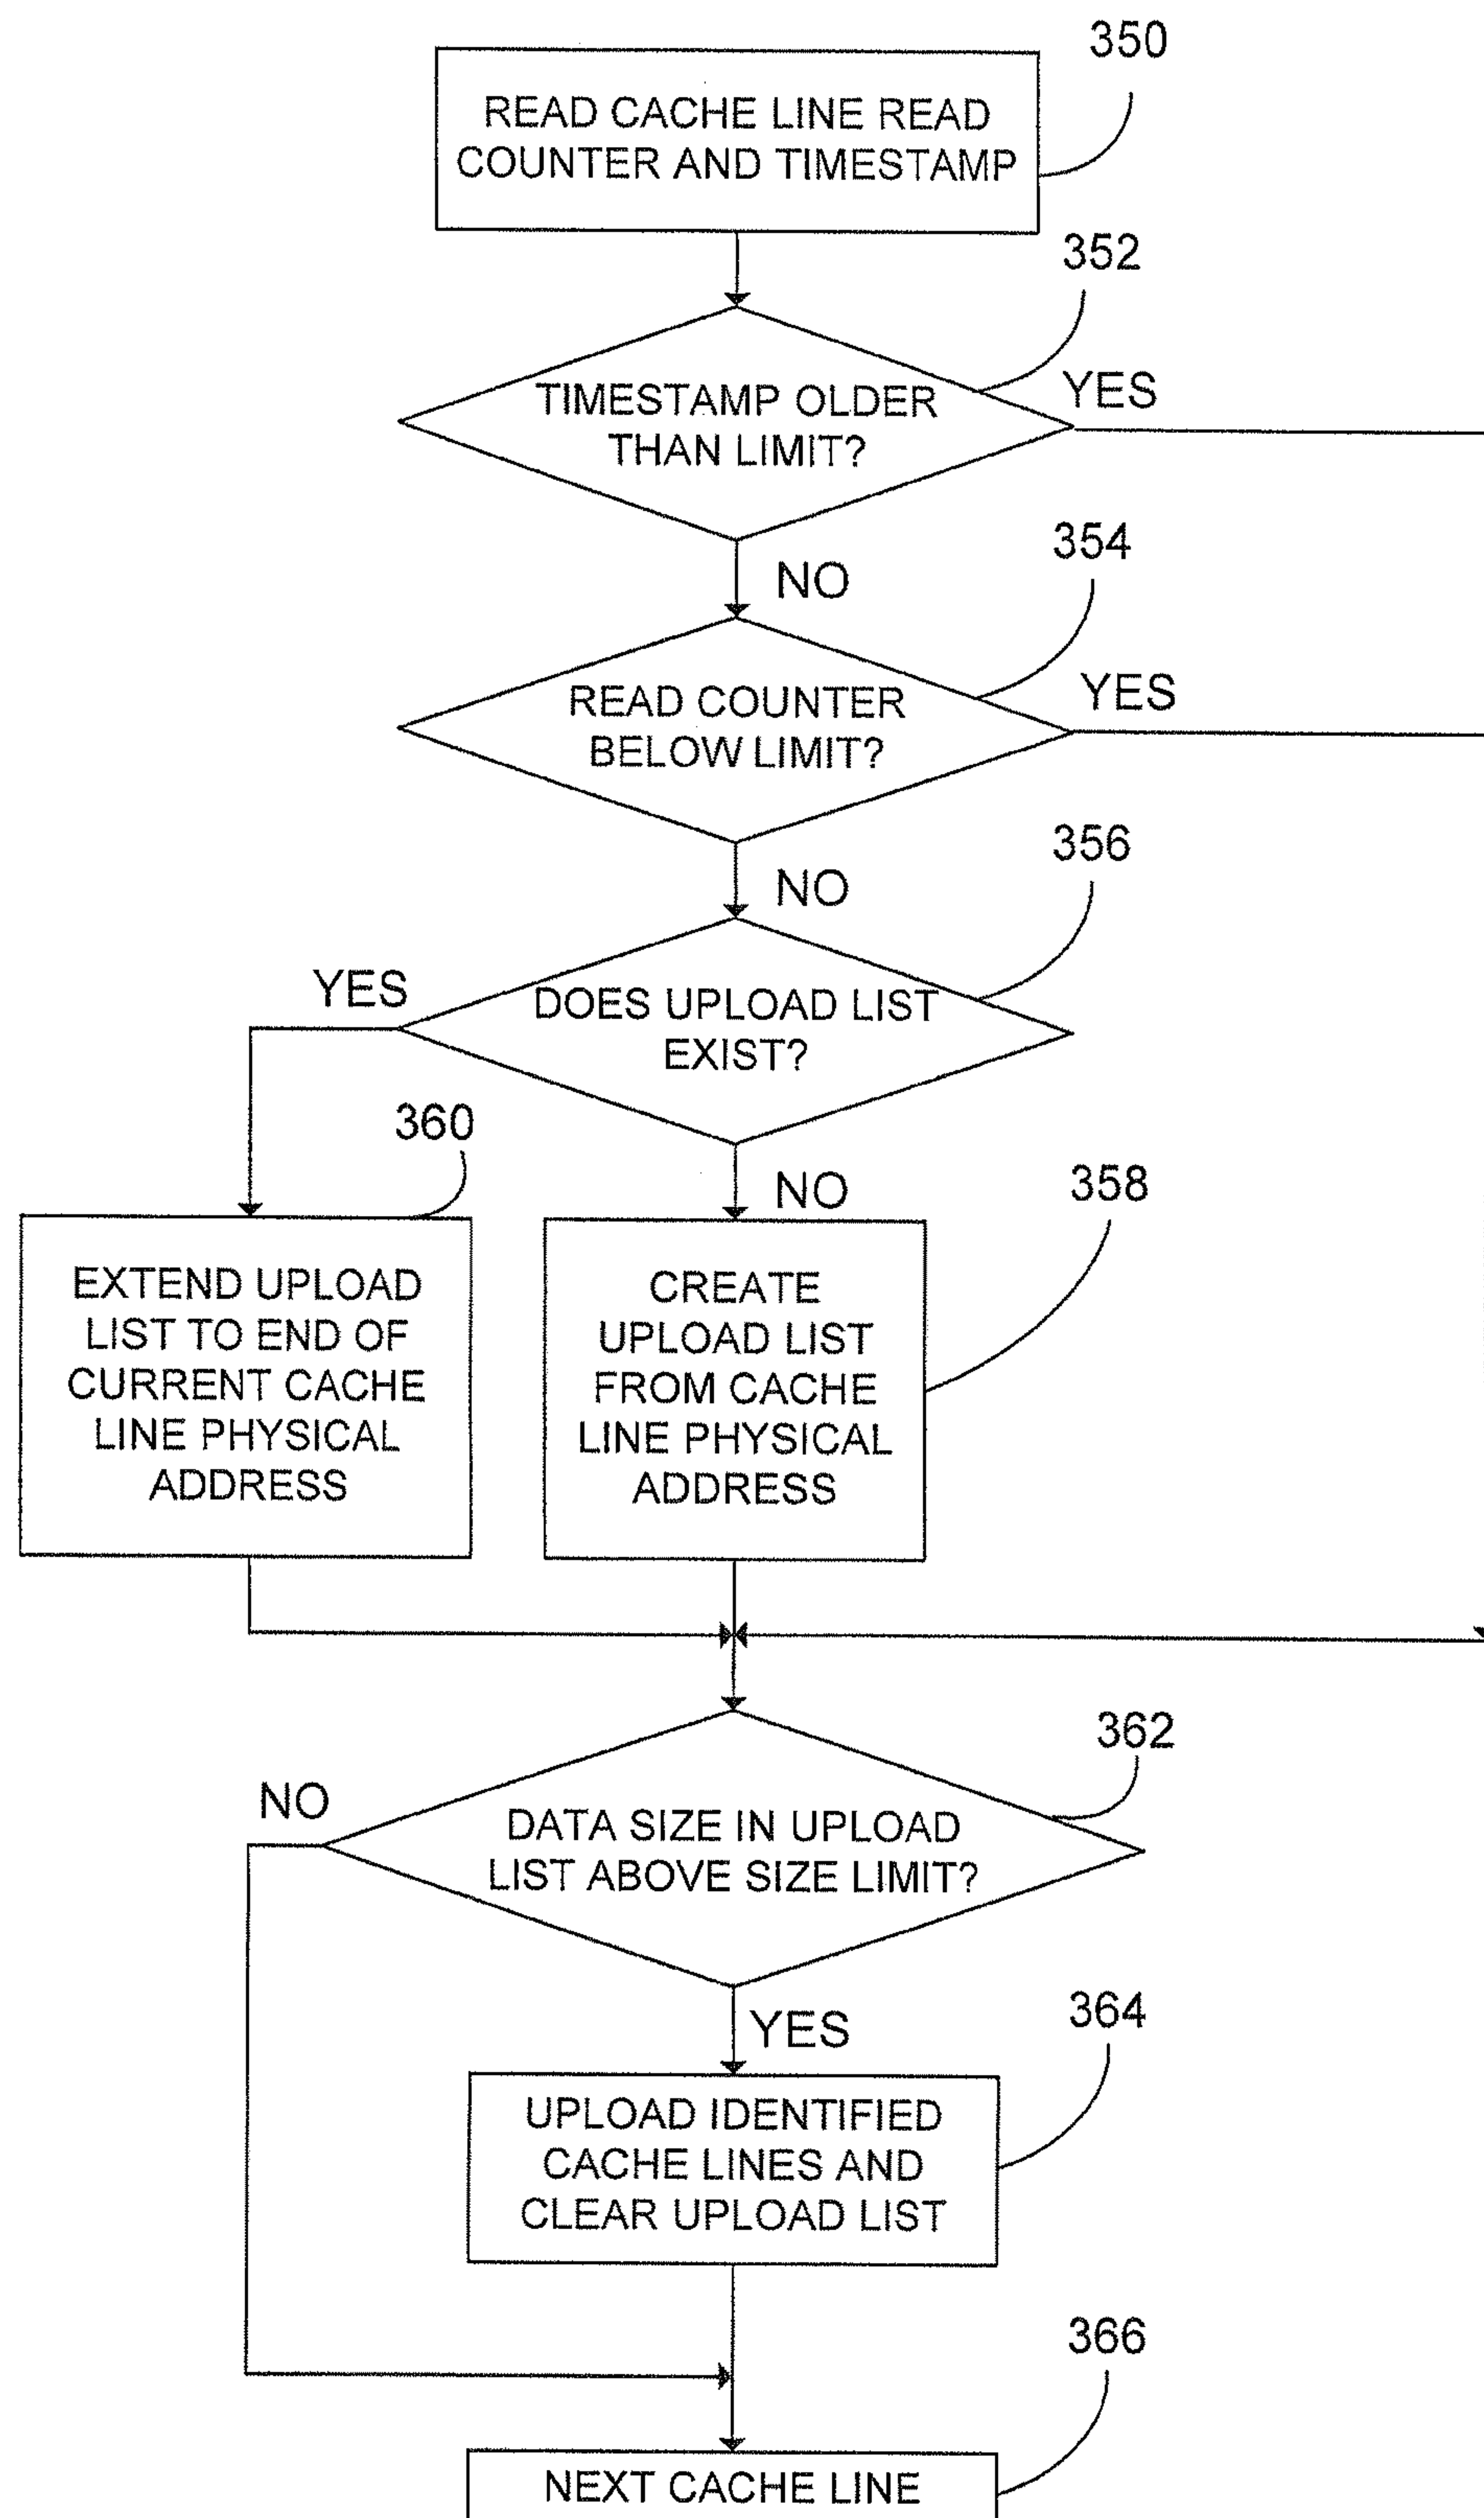 350
READ CACHE LINE READ
COUNTER AND TIMESTAMP
352
TIMESTAMP OLDER
THAN LIMIT?
YES
NO
354
READ COUNTER
BELOW LIMIT?
YES
NO
356
YES
DOES UPLOAD LIST
EXIST?
NO
360
EXTEND UPLOAD
LIST TO END OF
CURRENT CACHE
LINE PHYSICAL
ADDRESS
358
CREATE
UPLOAD LIST
FROM CACHE
LINE PHYSICAL
ADDRESS
362
NO
DATA SIZE IN UPLOAD
LIST ABOVE SIZE LIMIT?
YES
364
UPLOAD IDENTIFIED
CACHE LINES AND
CLEAR UPLOAD LIST
366
NEXT CACHE LINE